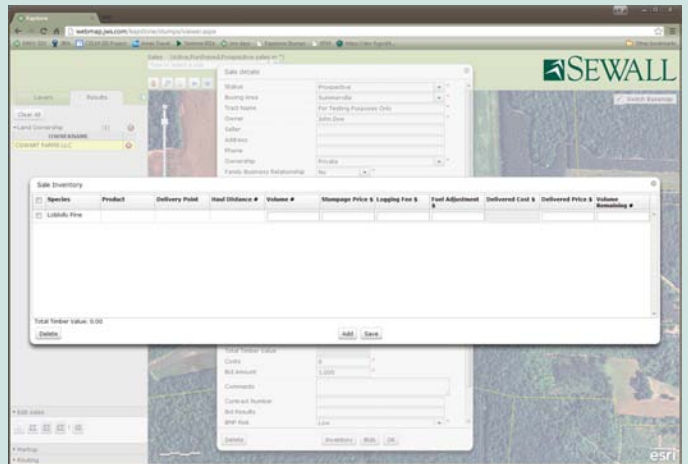 Keystone
webmap.jws.com/keystone/stumps/viewer.aspx
Other bookmarks
SEWALL
Switch Basemap
Layers Results
Clear All
Land Ownership (1)
OWNERNAME
COWART FARMS LLC
Sale details
Status Prospective
Buying Area Summerville
Tract Name For Testing Purposes Only
Owner John Doe
Seller
Address
Phone
Ownership Private
Family Business Relationship No
Sale Inventory
Species Product Delivery Point Haul Distance # Volume # Stumpage Price $ Logging Fee $ Fuel Adjustment $ Delivered Cost $ Delivered Price $ Volume Remaining #
Loblolly Pine
Total Timber Value: 0.00
Delete Add Save
Total Timber Value
Costs 0
Bid Amount 1,000
Comments
Contract Number
Bid Results
BMP Risk Low
Delete Inventory Bids OK
Edit Sales
Markup
Routing
esri